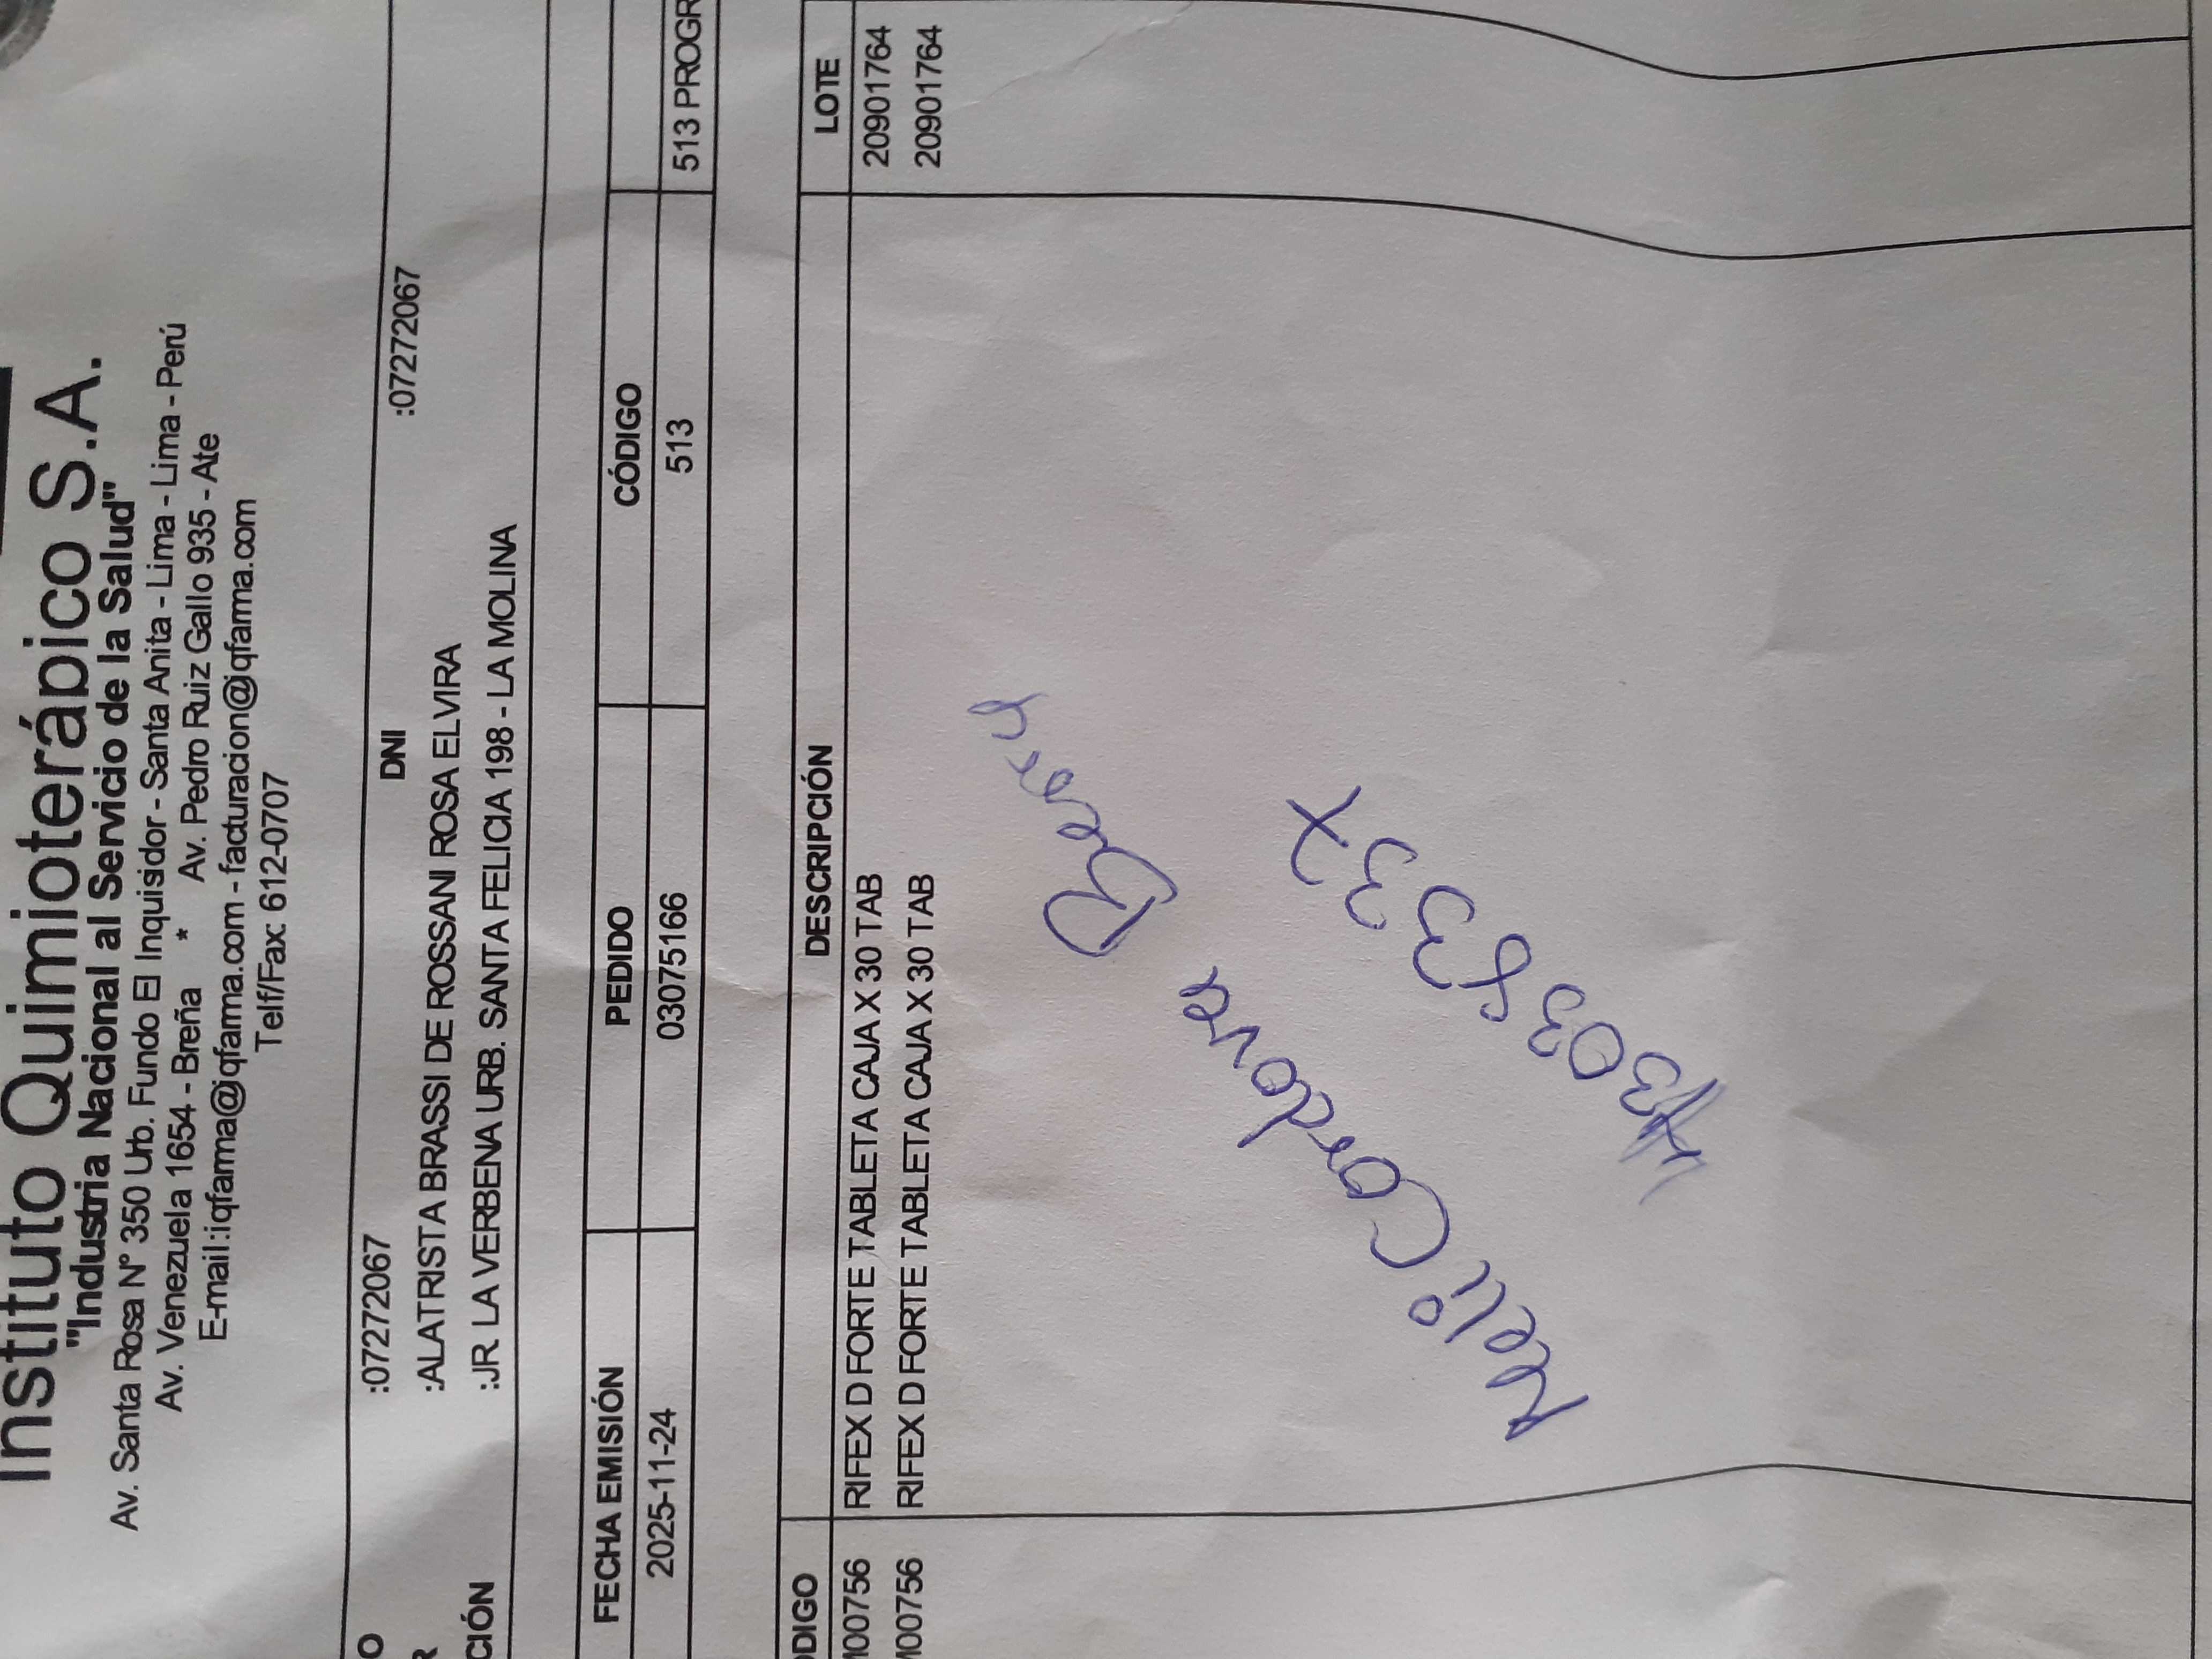 Instituto Quimioterápico S.A.
"Industria Nacional al Servicio de la Salud"
Av. Santa Rosa N° 350 Urb. Fundo El Inquisidor - Santa Anita - Lima - Lima - Perú
Av. Venezuela 1654 - Breña * Av. Pedro Ruiz Gallo 935 - Ate
E-mail:iqfarma@iqfarma.com - facturacion@iqfarma.com
Telf/Fax: 612-0707
O :07272067 DNI :07272067
R :ALATRISTA BRASSI DE ROSSANI ROSA ELVIRA
CIÓN :JR. LA VERBENA URB. SANTA FELICIA 198 - LA MOLINA
FECHA EMISIÓN PEDIDO CÓDIGO
2025-11-24 03075166 513 513 PROGR
ODIGO DESCRIPCIÓN LOTE
M00756 RIFEX D FORTE TABLETA CAJA X 30 TAB 20901764
M00756 RIFEX D FORTE TABLETA CAJA X 30 TAB 20901764
Cordova